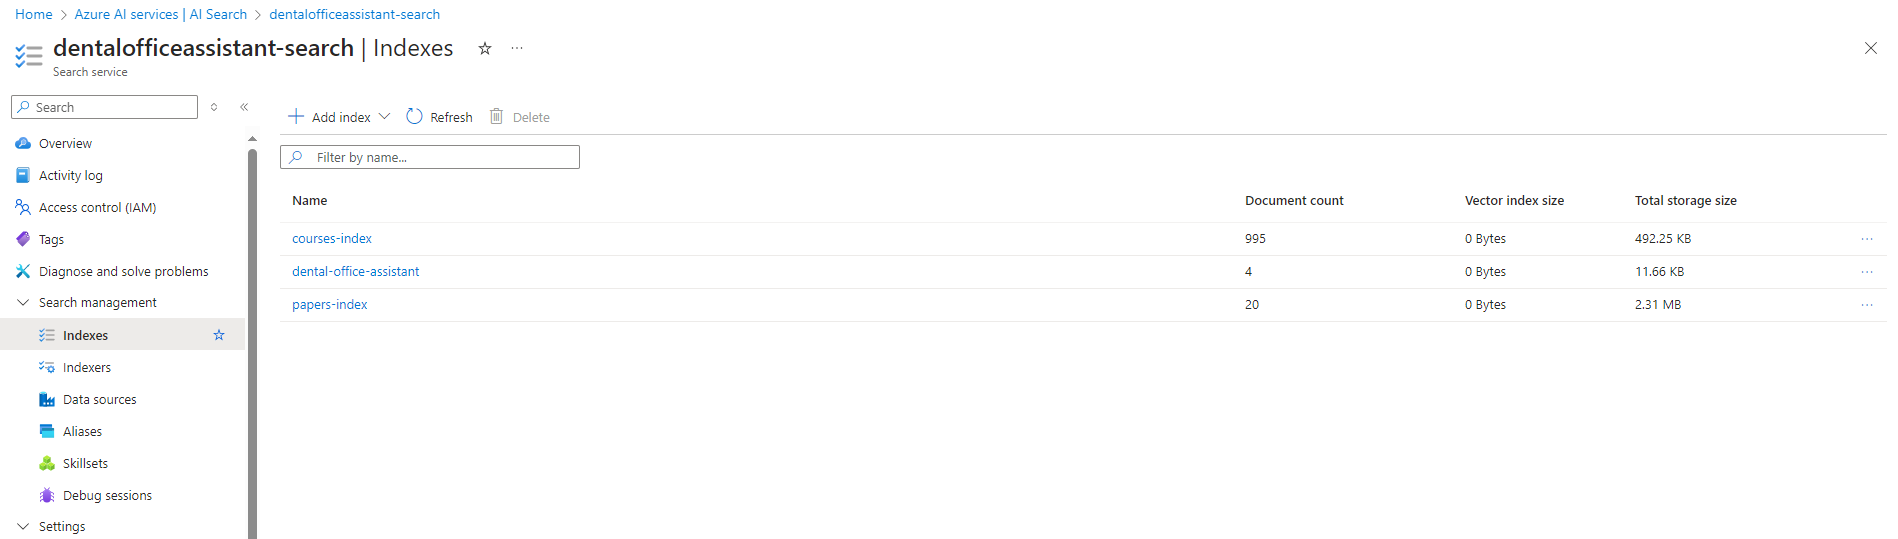 Home > Azure AI services | AI Search > dentalofficeassistant-search
dentalofficeassistant-search | Indexes
Search service
Search
Add index
Refresh
Delete
Filter by name...
Overview
Activity log
Access control (IAM)
Tags
Diagnose and solve problems
Search management
Indexes
Indexers
Data sources
Aliases
Skillsets
Debug sessions
Settings
Name Document count Vector index size Total storage size
courses-index 995 0 Bytes 492.25 KB
dental-office-assistant 4 0 Bytes 11.66 KB
papers-index 20 0 Bytes 2.31 MB